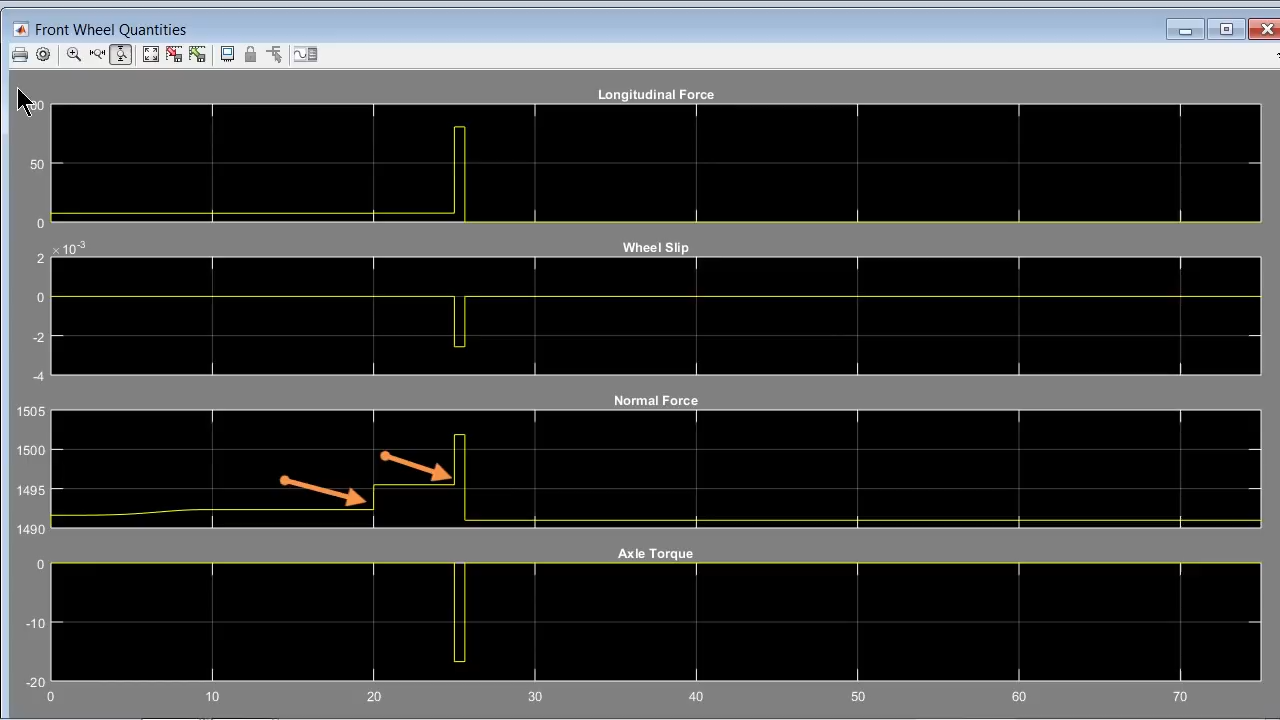 Front Wheel Quantities
Longitudinal Force
50
0
×10-3
Wheel Slip
2
0
-2
-4
Normal Force
1505
1500
1495
1490
Axle Torque
0
-10
-20
0 10 20 30 40 50 60 70